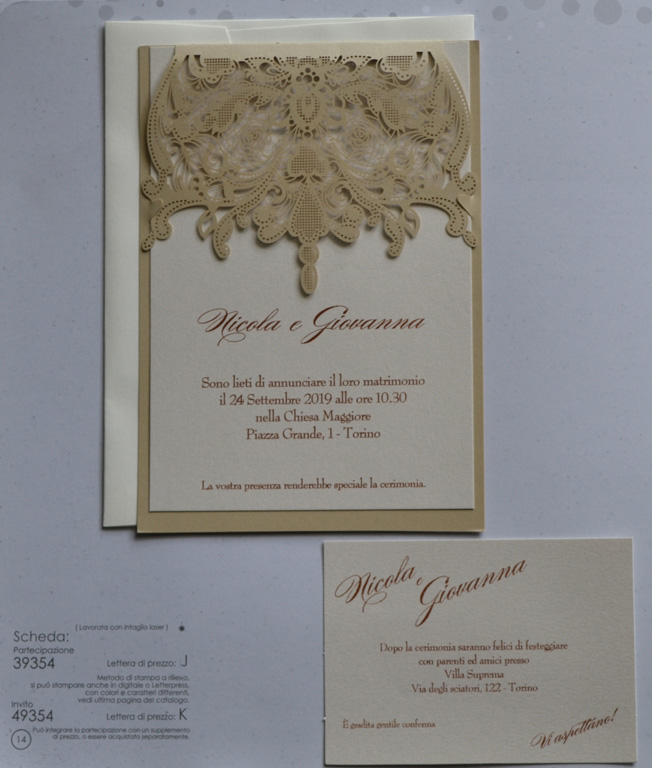 Nicola e Giovanna
Sono lieti di annunciare il loro matrimonio
il 24 Settembre 2019 alle ore 10.30
nella Chiesa Maggiore
Piazza Grande, 1 - Torino
La vostra presenza renderebbe speciale la cerimonia.
Nicola e Giovanna
Dopo la cerimonia saranno felici di festeggiare
con parenti ed amici presso
Villa Suprema
Via degli sciatori, 122 - Torino
È gradita gentile conferma
Vi aspettiamo!
( Lavorata con intaglio laser )
Scheda:
Partecipazione
39354 Lettera di prezzo: J
Metodo di stampa a rilievo,
si può stampare anche in digitale o Letterpress,
con colori e caratteri differenti,
vedi ultima pagina del catalogo.
Invito
49354 Lettera di prezzo: K
Può integrare la partecipazione con un supplemento
di prezzo, o essere acquistato separatamente.
14